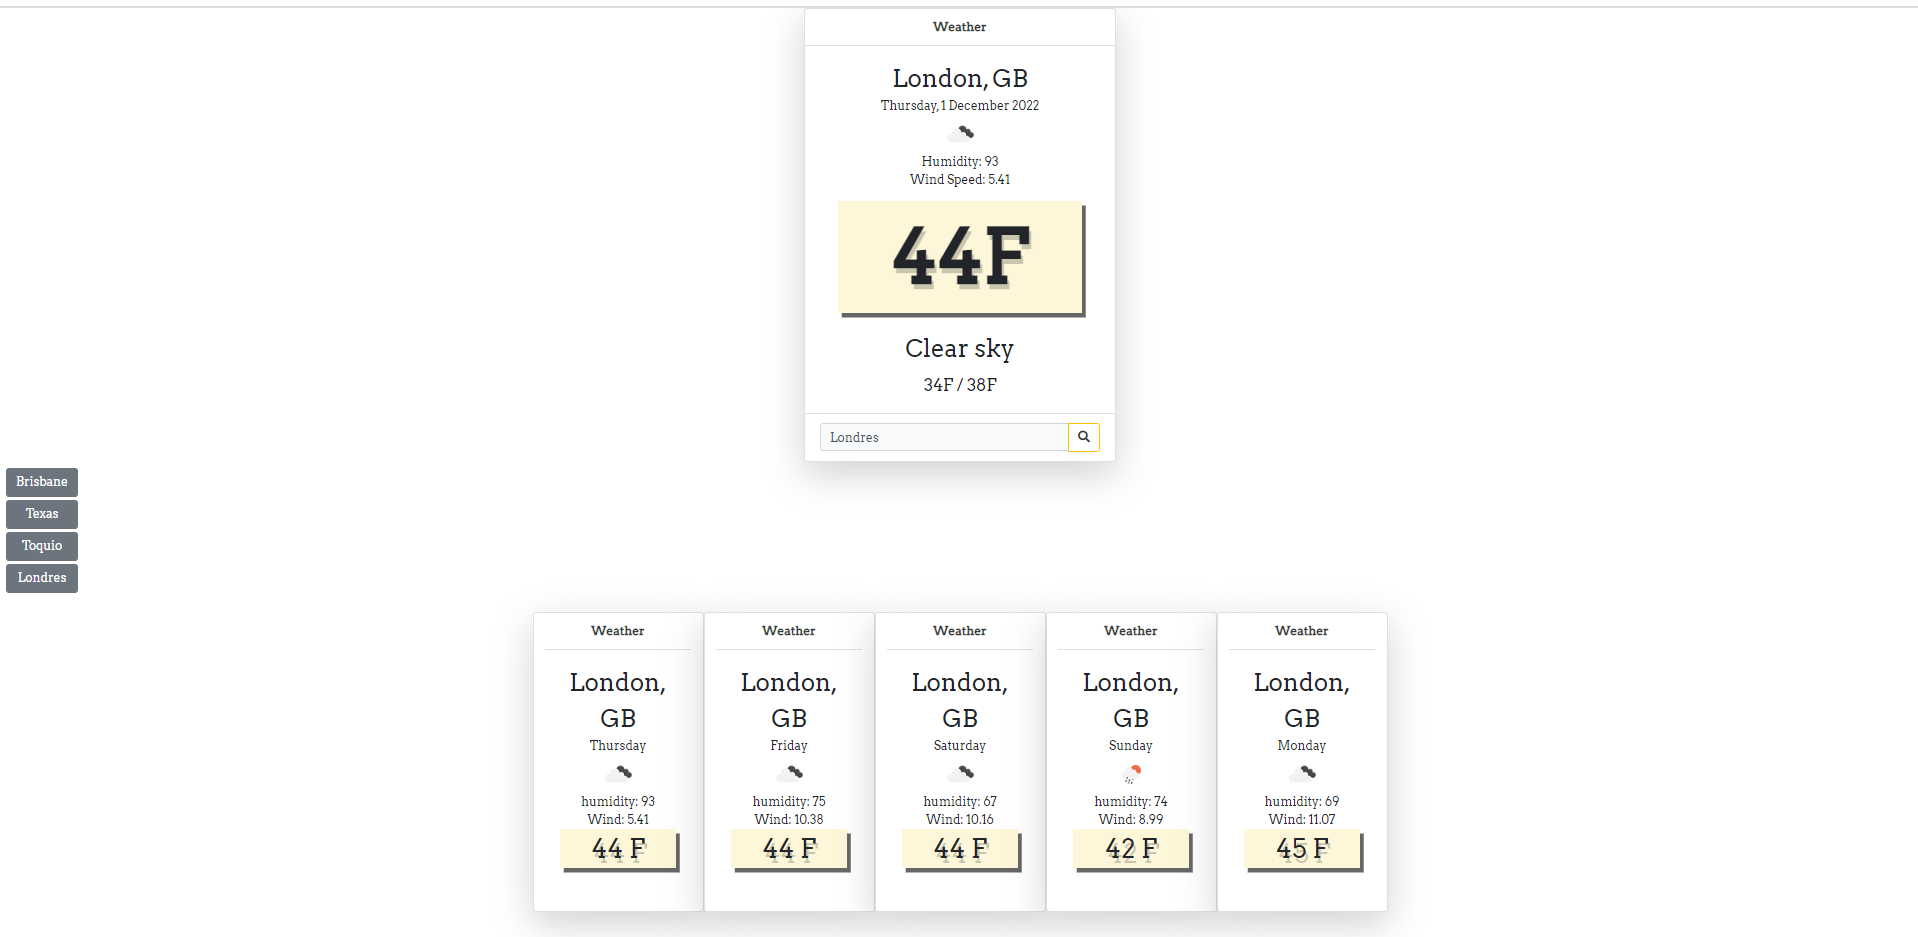 Weather
London, GB
Thursday, 1 December 2022
Humidity: 93
Wind Speed: 5.41
44F
Clear sky
34F / 38F
Londres
Brisbane
Texas
Toquio
Londres
Weather
London,
GB
Thursday
humidity: 93
Wind: 5.41
44 F
Weather
London,
GB
Friday
humidity: 75
Wind: 10.38
44 F
Weather
London,
GB
Saturday
humidity: 67
Wind: 10.16
44 F
Weather
London,
GB
Sunday
humidity: 74
Wind: 8.99
42 F
Weather
London,
GB
Monday
humidity: 69
Wind: 11.07
45 F